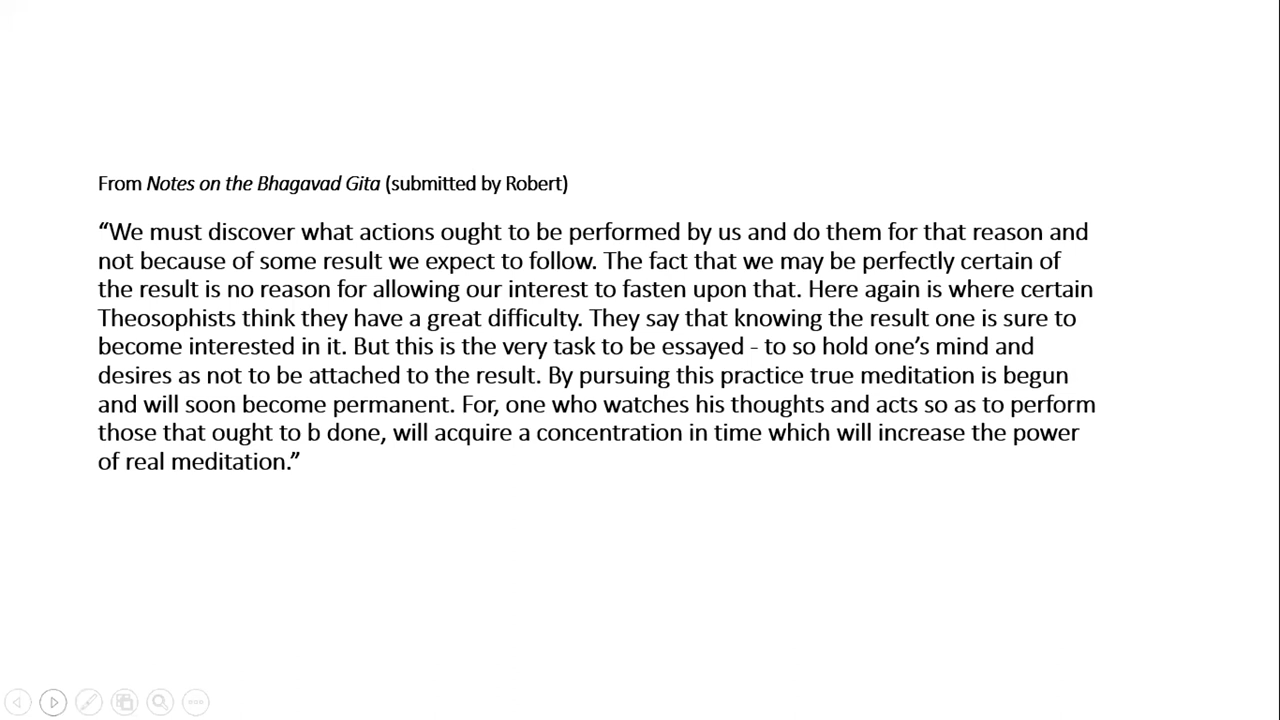 From Notes on the Bhagavad Gita (submitted by Robert)
“We must discover what actions ought to be performed by us and do them for that reason and
not because of some result we expect to follow. The fact that we may be perfectly certain of
the result is no reason for allowing our interest to fasten upon that. Here again is where certain
Theosophists think they have a great difficulty. They say that knowing the result one is sure to
become interested in it. But this is the very task to be essayed - to so hold one’s mind and
desires as not to be attached to the result. By pursuing this practice true meditation is begun
and will soon become permanent. For, one who watches his thoughts and acts so as to perform
those that ought to b done, will acquire a concentration in time which will increase the power
of real meditation.”